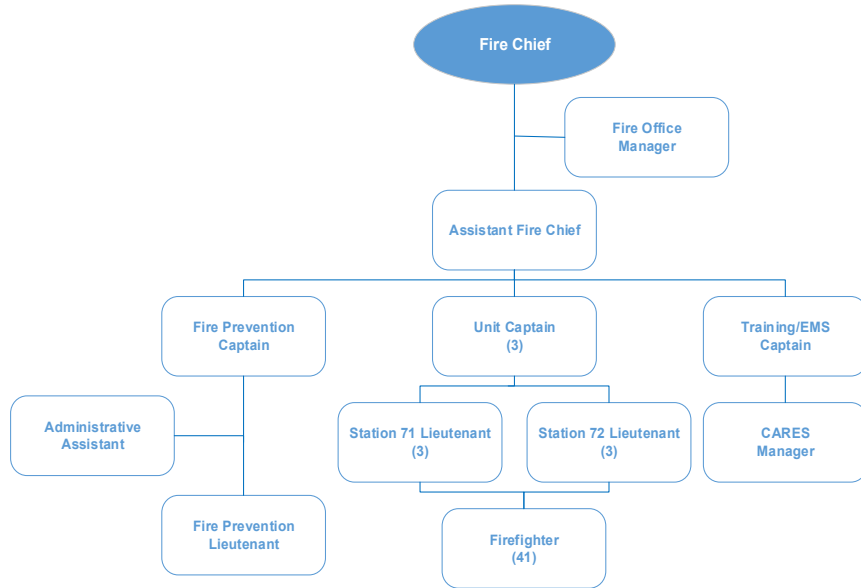 Fire Chief
Fire Office
Manager
Assistant Fire Chief
Fire Prevention
Captain
Unit Captain
(3)
Training/EMS
Captain
Administrative
Assistant
Station 71 Lieutenant
(3)
Station 72 Lieutenant
(3)
CARES
Manager
Fire Prevention
Lieutenant
Firefighter
(41)